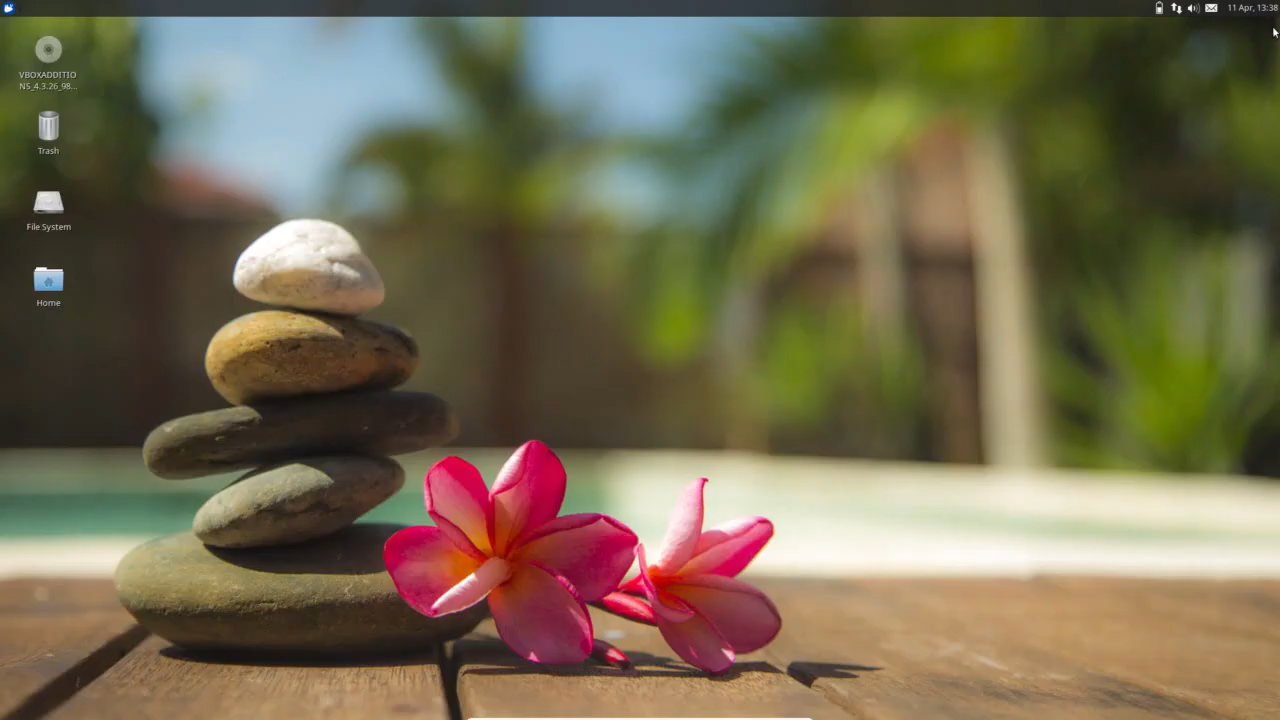 11 Apr, 13:38
VBOXADDITIO
NS_4.3.26_98...
Trash
File System
Home